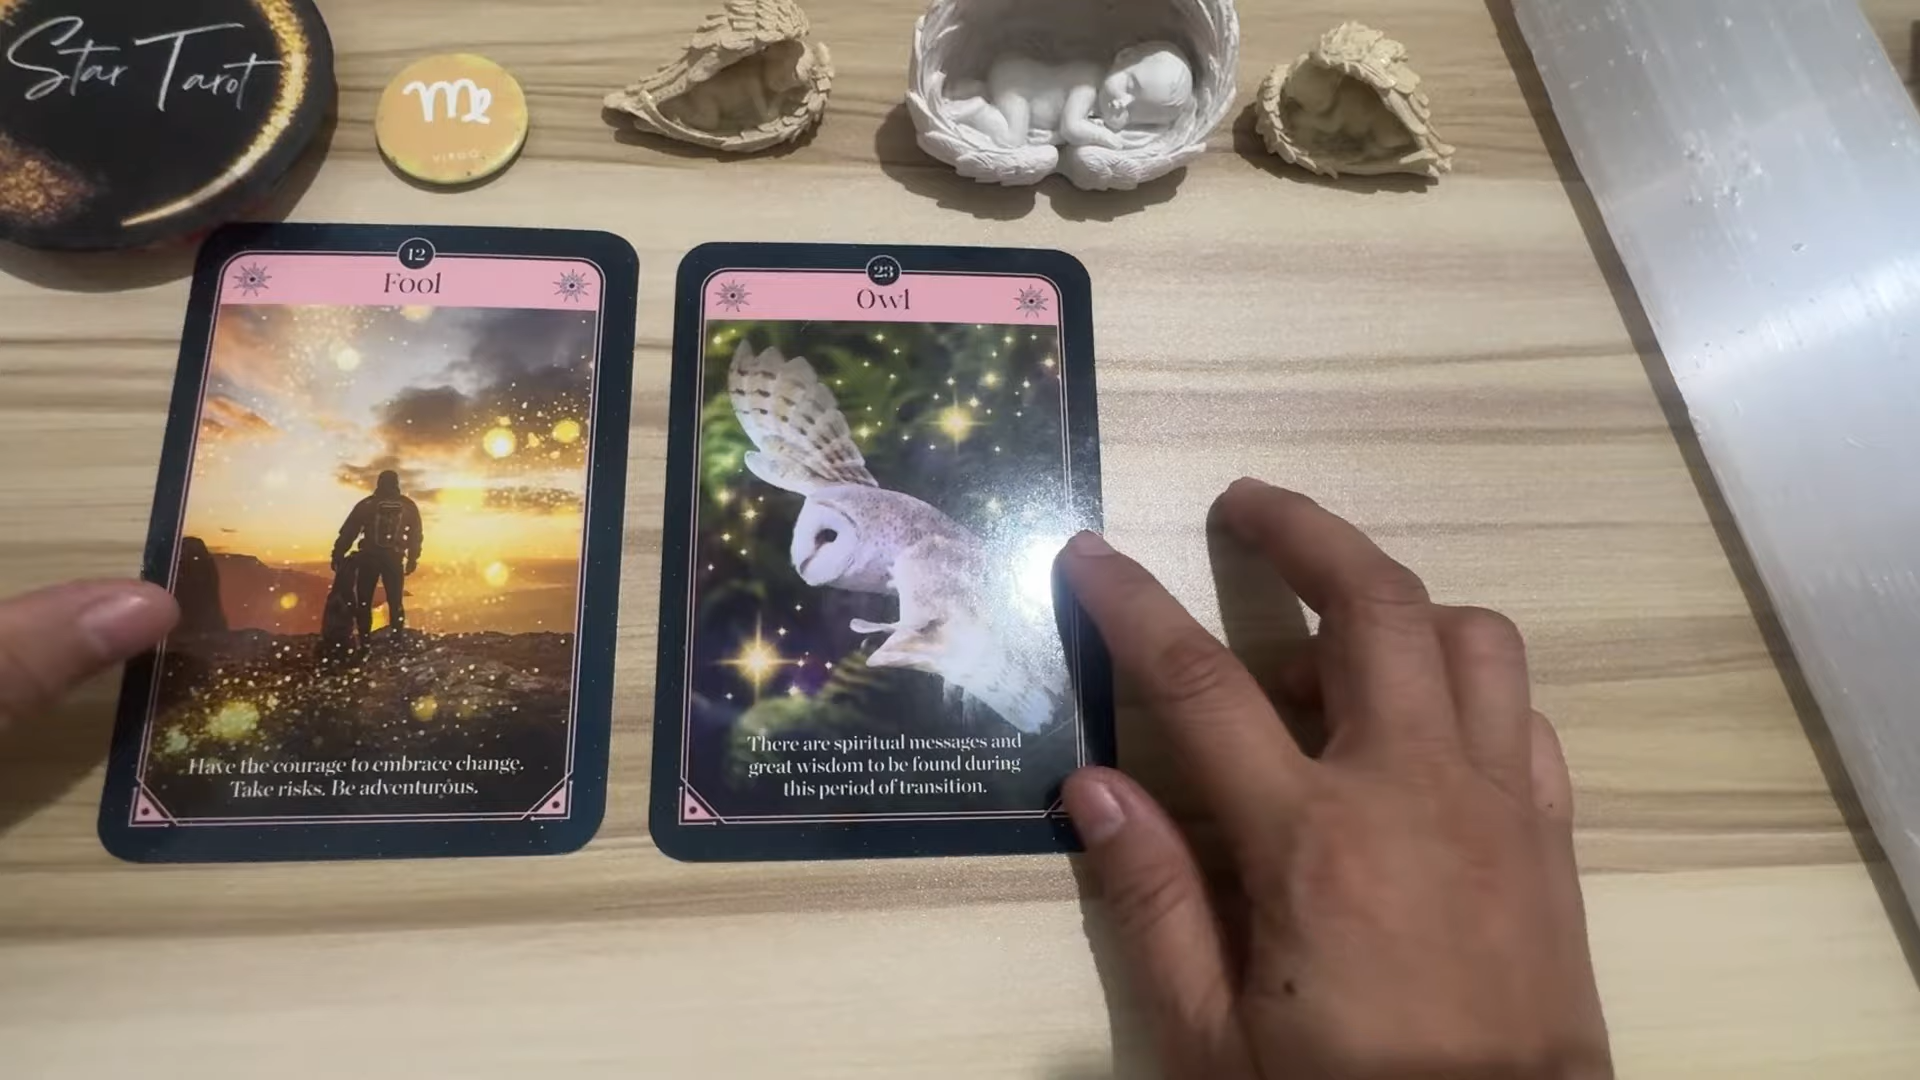 Star Tarot
VIRGO
12
Fool
Have the courage to embrace change.
Take risks. Be adventurous.
23
Owl
There are spiritual messages and
great wisdom to be found during
this period of transition.